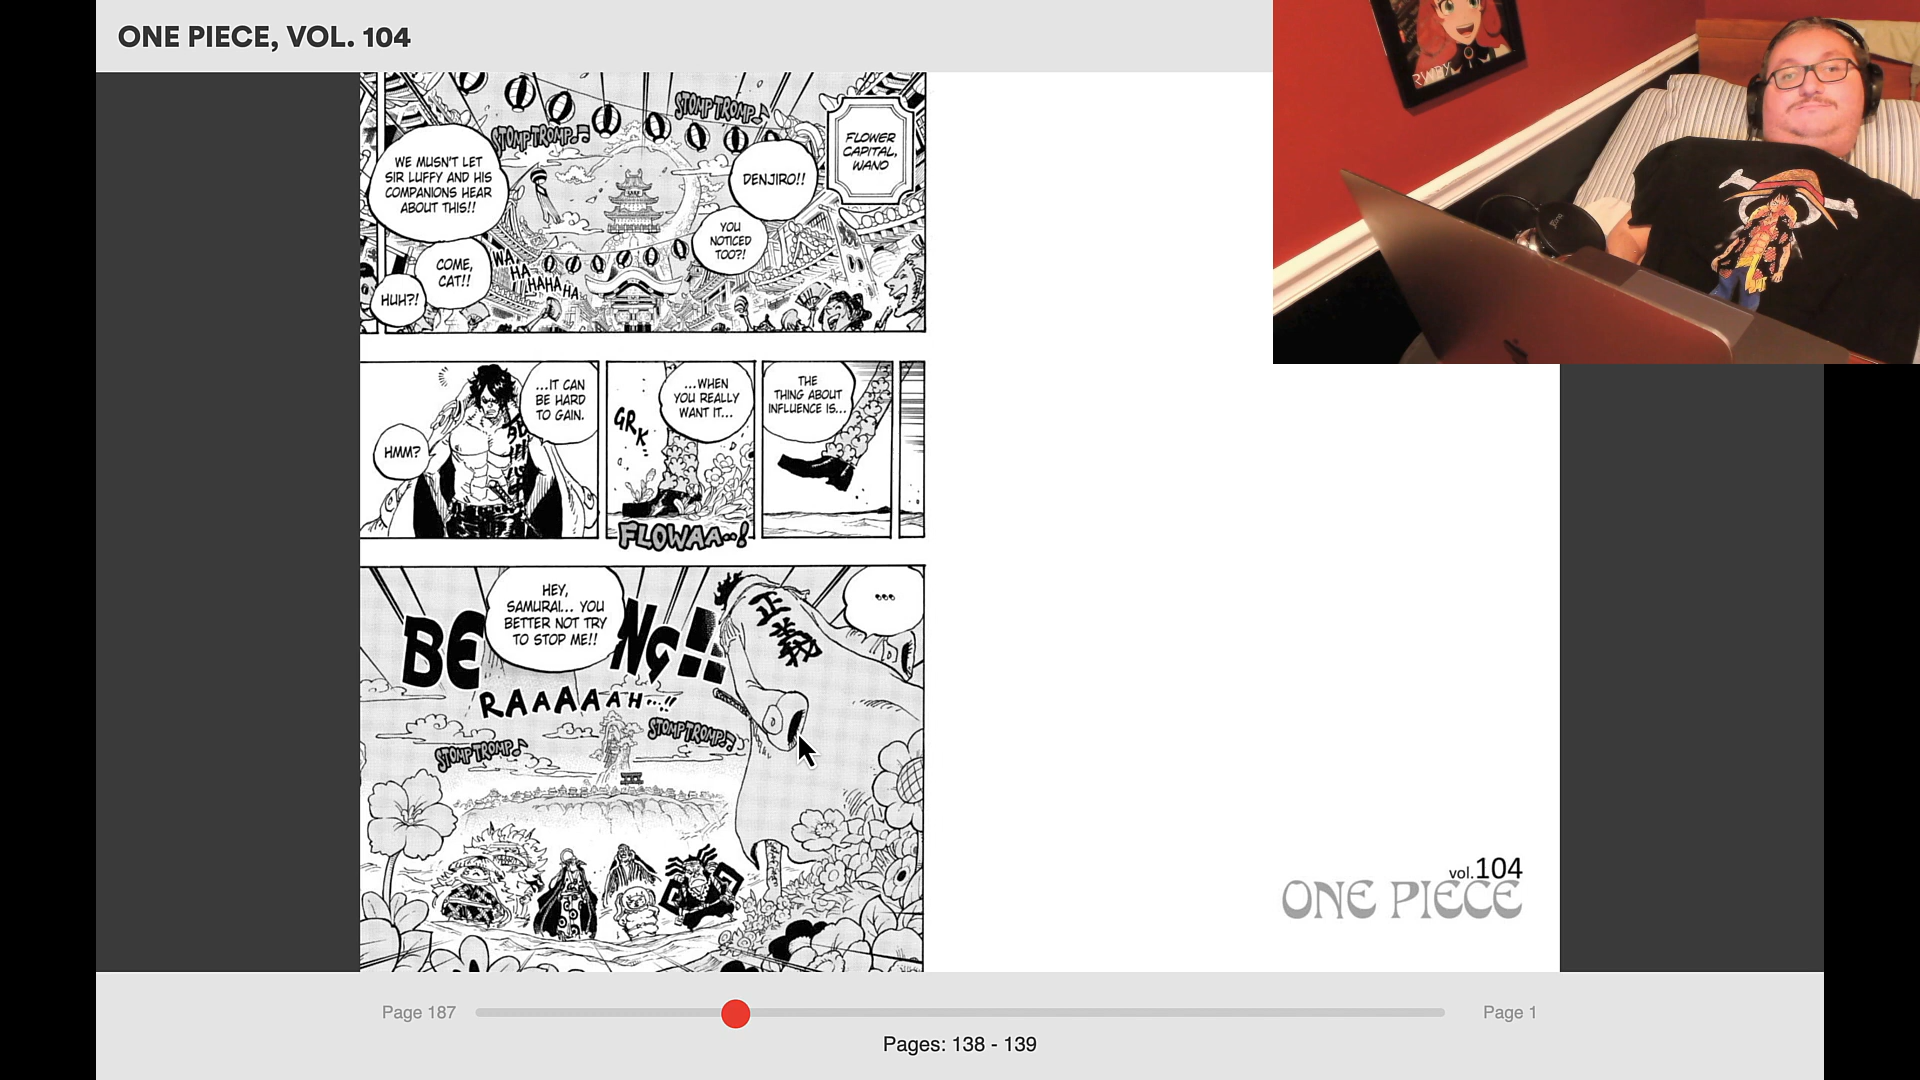 ONE PIECE, VOL. 104
RWBY
FLOWER
CAPITAL,
WANO
STOMP TROMP♪
STOMP TROMP♫
DENJIRO!!
YOU
NOTICED
TOO?!
WE MUSN'T LET
SIR LUFFY AND HIS
COMPANIONS HEAR
ABOUT THIS!!
COME,
CAT!!
HUH?!
WA
HA
HAHAHA
THE
THING ABOUT
INFLUENCE IS...
...WHEN
YOU REALLY
WANT IT...
GRK
FLOWAA..!
...IT CAN
BE HARD
TO GAIN.
HMM?
...
正義
HEY,
SAMURAI... YOU
BETTER NOT TRY
TO STOP ME!!
BENG!!
RAAAAAH...!!
STOMP TROMP♫
STOMP TROMP♪
vol.104
ONE PIECE
Page 187
Page 1
Pages: 138 - 139